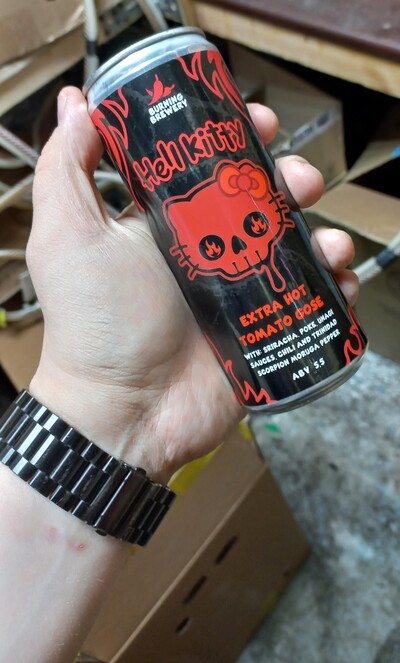 BURNING
BREWERY
Hell Kitty
EXTRA HOT
TOMATO GOSE
WITH: SRIRACHA, POKE, UNAGI
SAUCES, CHILI AND TRINIDAD
SCORPION MORUGA PEPPER
ABV 5.5